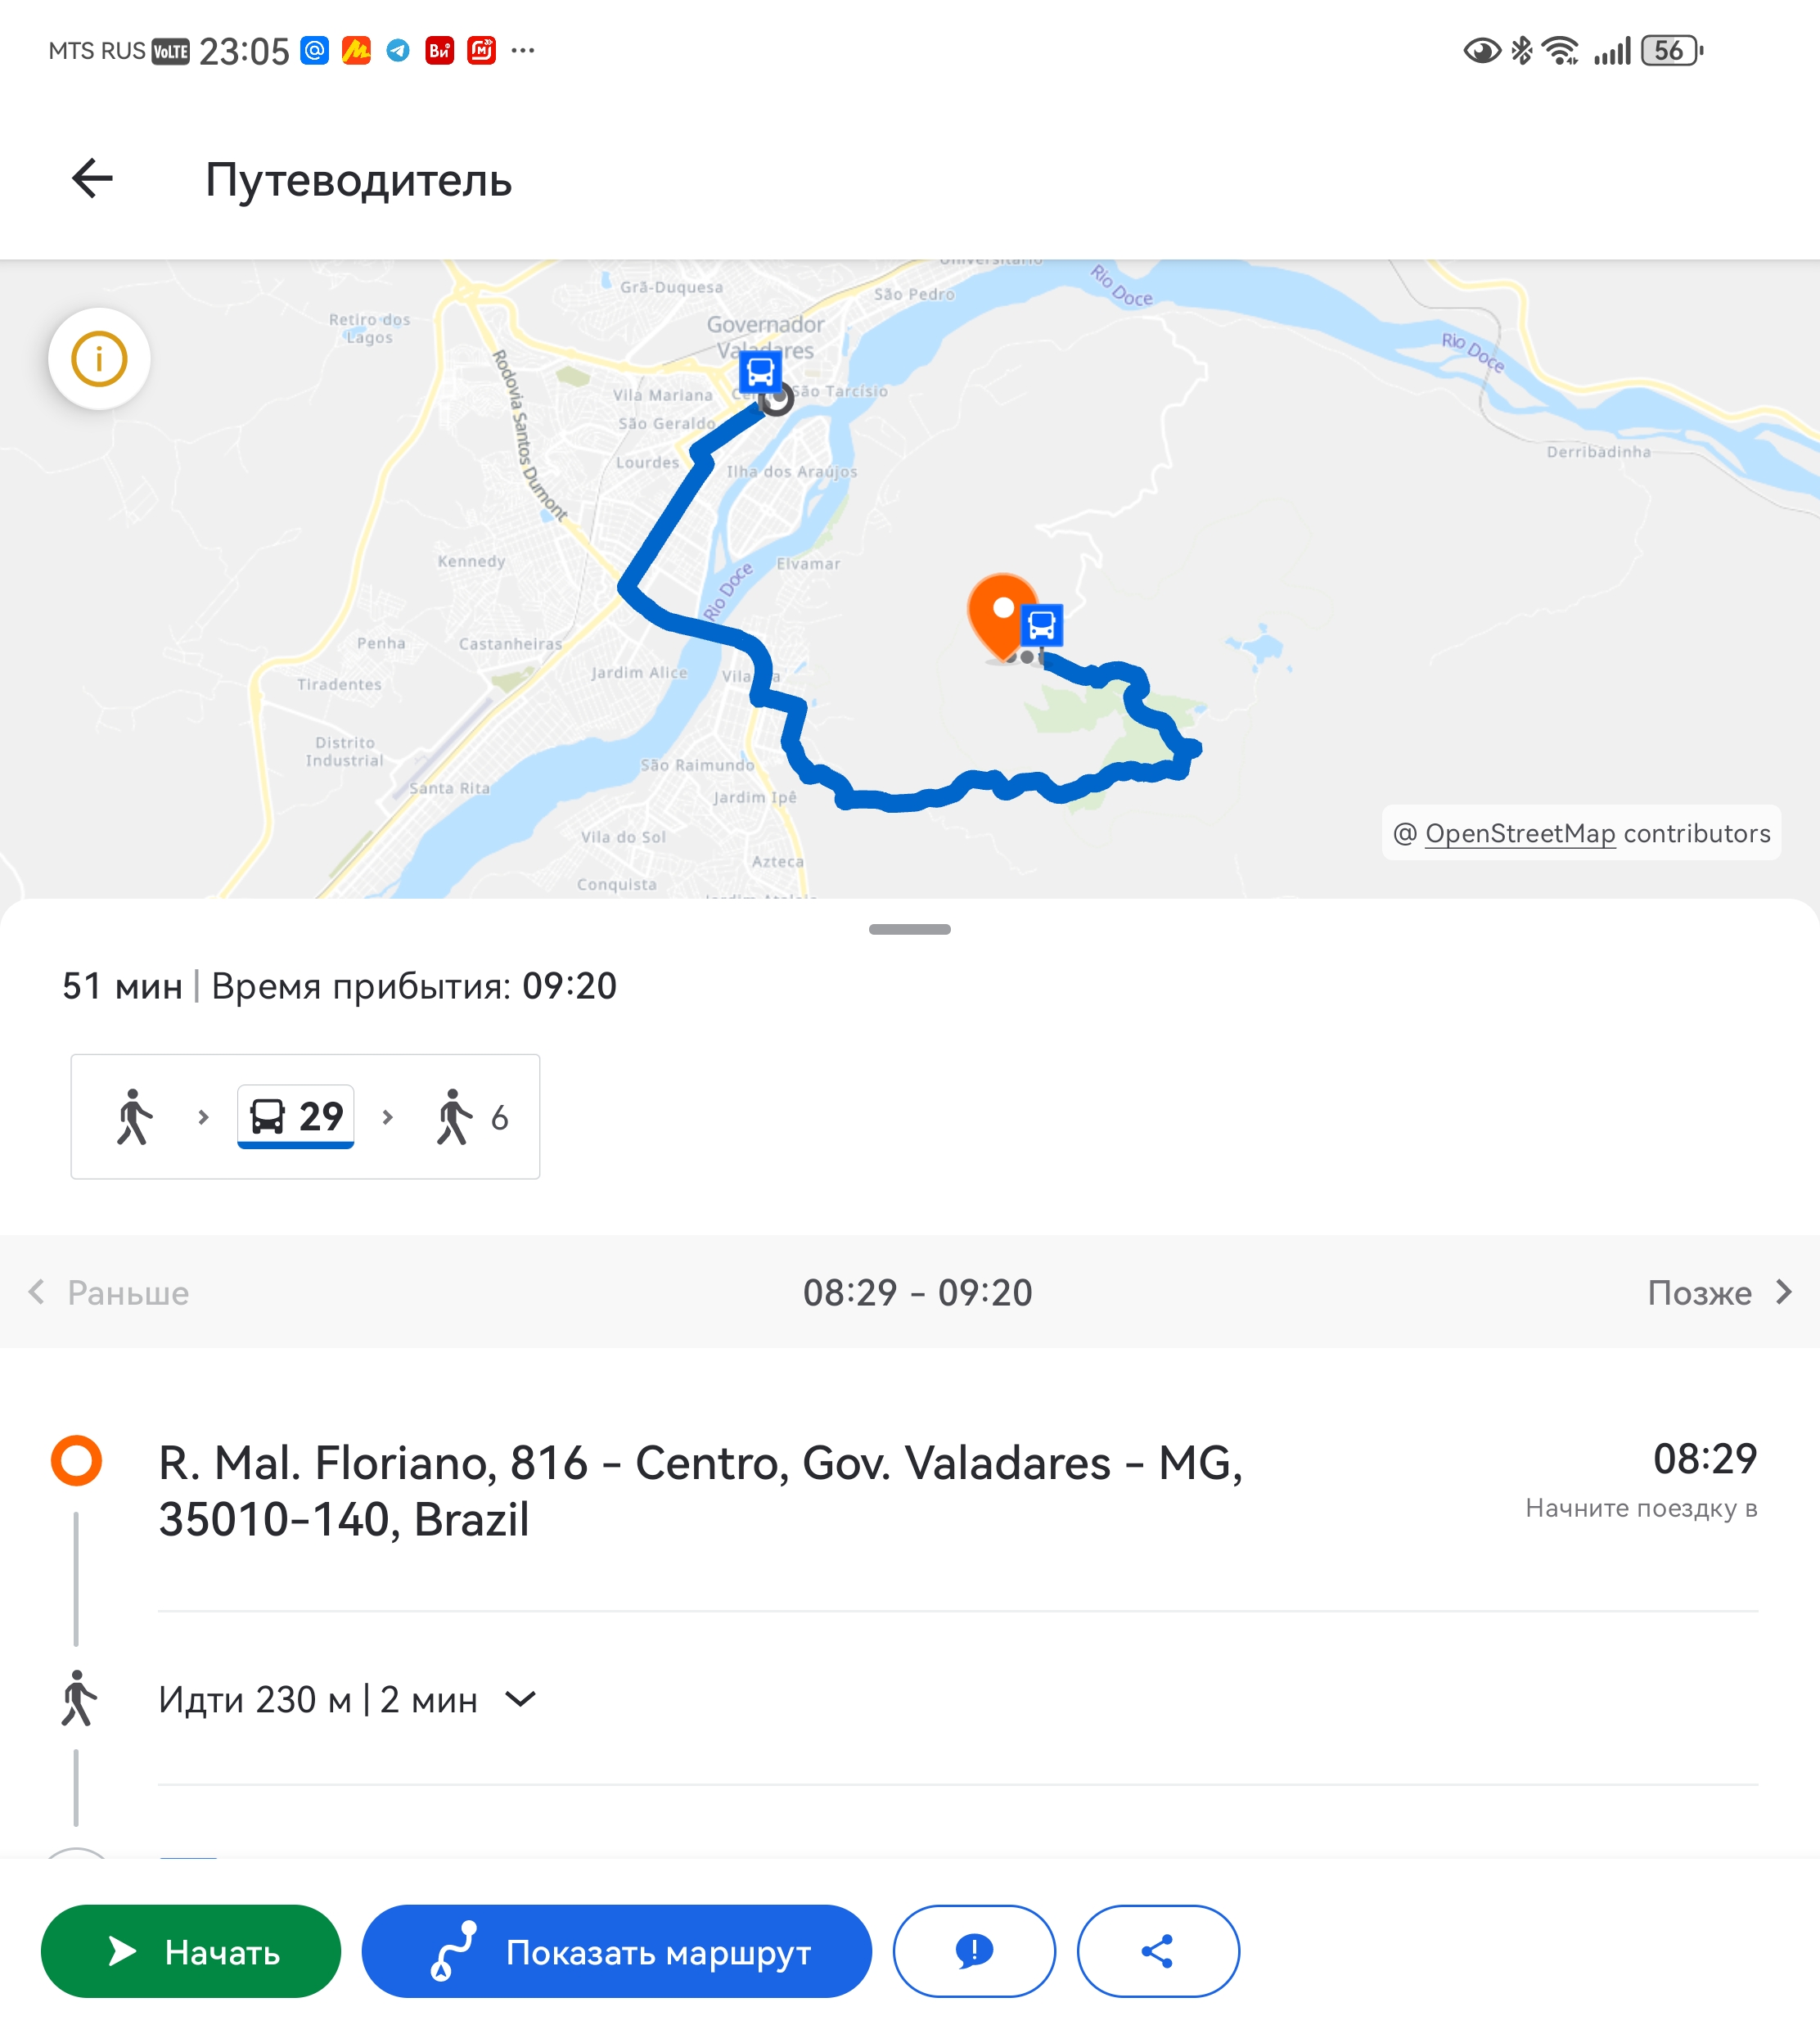 MTS RUS VoLTE 23:05 @ Ви М ... 56
Путеводитель
Universitário
Grã-Duquesa
São Pedro
Rio Doce
Retiro dos
Lagos
Governador
Valadares
Rio Doce
Rodovia Santos Dumont
Vila Mariana
São Tarcísio
São Geraldo
Derribadinha
Lourdes
Ilha dos Araújos
Kennedy
Elvamar
Rio Doce
Penha
Castanheiras
Jardim Alice
Tiradentes
Distrito
Industrial
São Raimundo
Santa Rita
Jardim Ipê
Vila do Sol
@ OpenStreetMap contributors
Azteca
Conquista
51 мин | Время прибытия: 09:20
29
6
Раньше
08:29 - 09:20
Позже
R. Mal. Floriano, 816 - Centro, Gov. Valadares - MG,
35010-140, Brazil
08:29
Начните поездку в
Идти 230 м | 2 мин
Начать
Показать маршрут